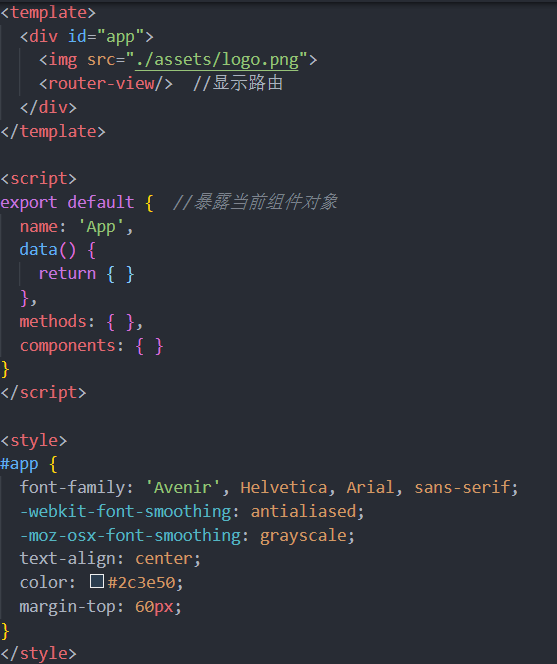 <template>
  <div id="app">
    <img src="./assets/logo.png">
    <router-view/>  //显示路由
  </div>
</template>

<script>
export default {  //暴露当前组件对象
  name: 'App',
  data() {
    return { }
  },
  methods: { },
  components: { }
}
</script>

<style>
#app {
  font-family: 'Avenir', Helvetica, Arial, sans-serif;
  -webkit-font-smoothing: antialiased;
  -moz-osx-font-smoothing: grayscale;
  text-align: center;
  color: #2c3e50;
  margin-top: 60px;
}
</style>